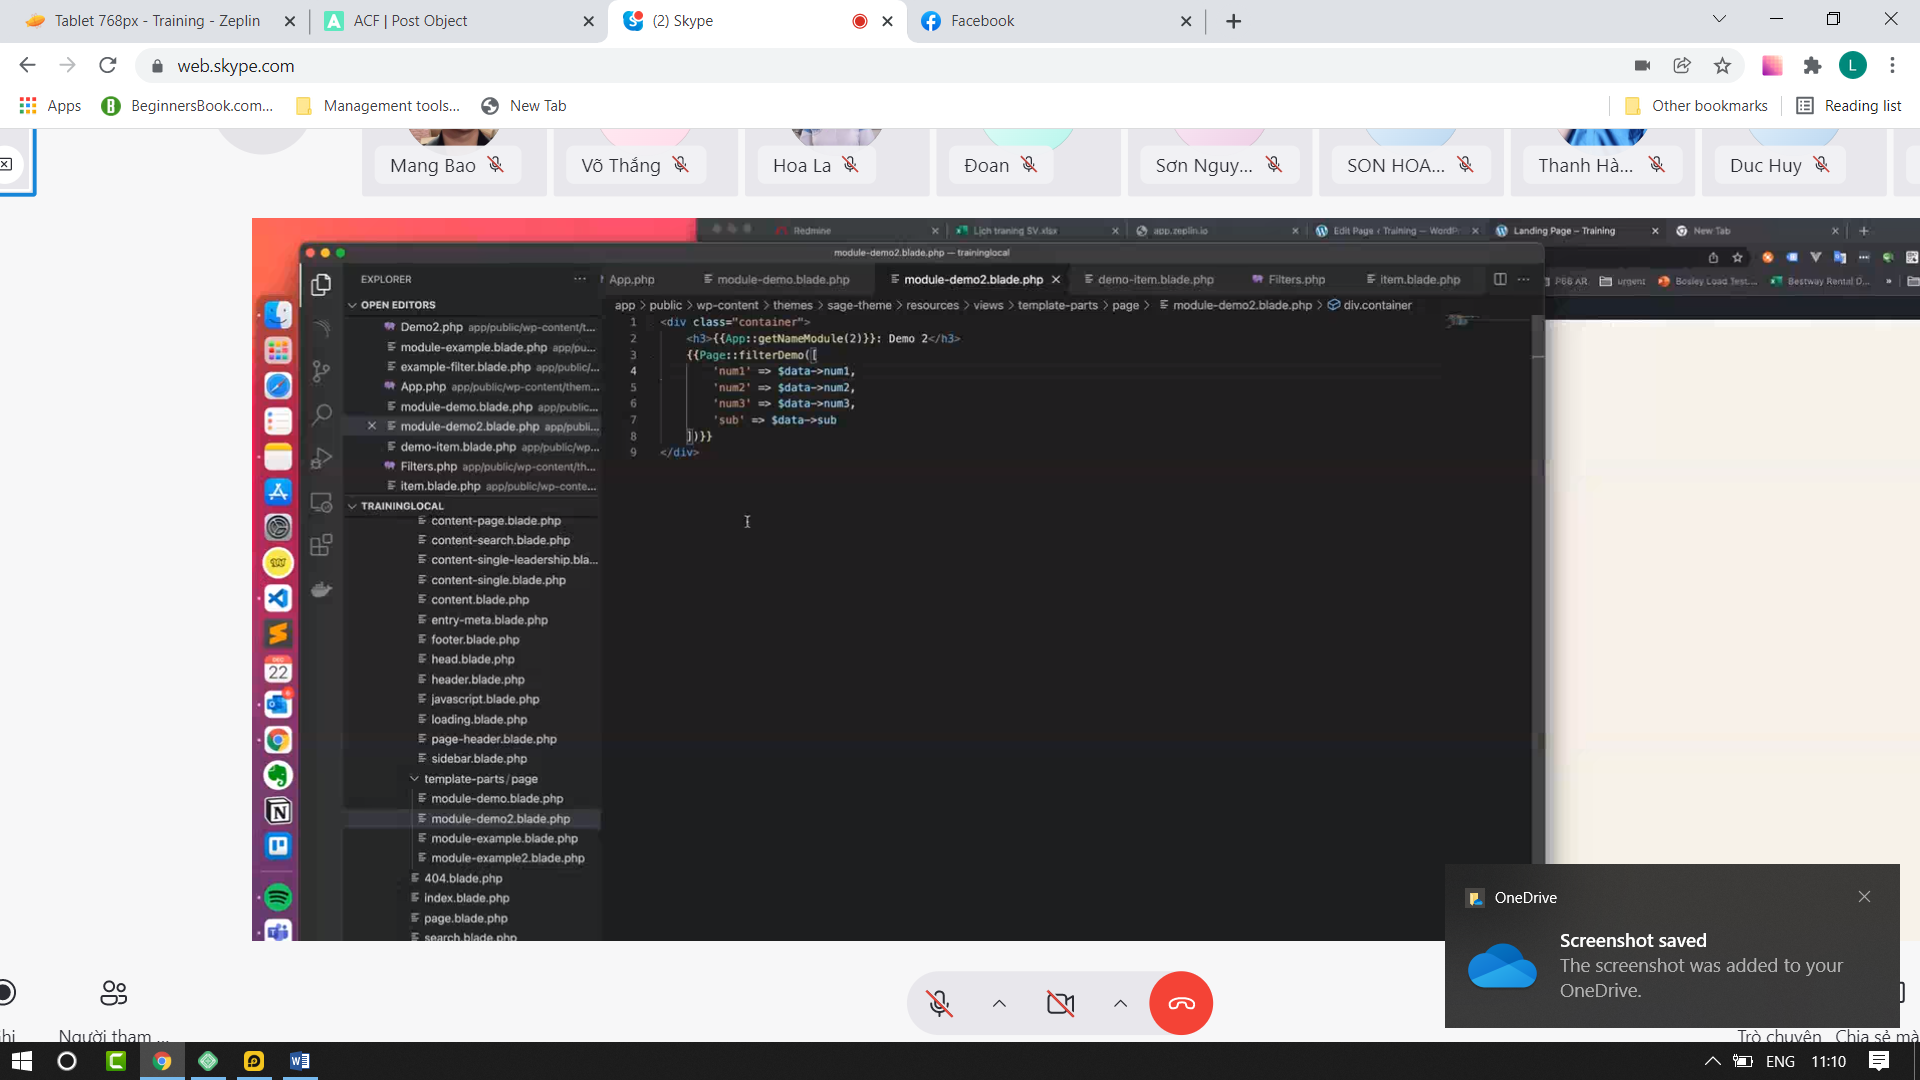 Tablet 768px - Training - Zeplin
ACF | Post Object
(2) Skype
Facebook
web.skype.com
L
Apps
BeginnersBook.com...
Management tools...
New Tab
Other bookmarks
Reading list
Mang Bao
Võ Thắng
Hoa La
Đoan
Sơn Nguy...
SON HOA...
Thanh Hà...
Duc Huy
Redmine
Lịch traning SV.xlsx
app.zeplin.io
Edit Page ‹ Training — WordPr
Landing Page – Training
New Tab
module-demo2.blade.php — traininglocal
PBB AR
urgent
Bosley Load Test....
Bestway Rental D...
EXPLORER
App.php
module-demo.blade.php
module-demo2.blade.php
demo-item.blade.php
Filters.php
item.blade.php
app > public > wp-content > themes > sage-theme > resources > views > template-parts > page > module-demo2.blade.php > div.container
OPEN EDITORS
Demo2.php app/public/wp-content/t...
module-example.blade.php app/pu...
example-filter.blade.php app/public/...
App.php app/public/wp-content/them...
module-demo.blade.php app/public...
module-demo2.blade.php app/publi...
demo-item.blade.php app/public/wp...
Filters.php app/public/wp-content/th...
item.blade.php app/public/wp-conte...
TRAININGLOCAL
content-page.blade.php
content-search.blade.php
content-single-leadership.bla...
content-single.blade.php
content.blade.php
entry-meta.blade.php
footer.blade.php
head.blade.php
header.blade.php
javascript.blade.php
loading.blade.php
page-header.blade.php
sidebar.blade.php
template-parts/page
module-demo.blade.php
module-demo2.blade.php
module-example.blade.php
module-example2.blade.php
404.blade.php
index.blade.php
page.blade.php
search.blade.php
1 <div class="container">
2 <h3>{{App::getNameModule(2)}}: Demo 2</h3>
3 {{Page::filterDemo([
4 'num1' => $data->num1,
5 'num2' => $data->num2,
6 'num3' => $data->num3,
7 'sub' => $data->sub
8 ])}}
9 </div>
DEC
22
OneDrive
Screenshot saved
The screenshot was added to your
OneDrive.
Người tham ...
Trò chuyện
Chia sẻ mà
ENG
11:10